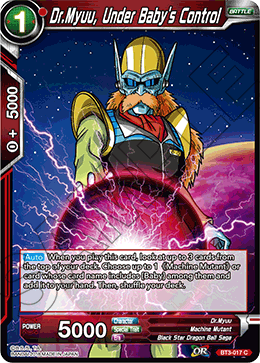 1
Dr.Myuu, Under Baby's Control
BATTLE
5000
Auto When you play this card, look at up to 3 cards from
the top of your deck. Choose up to 1 《Machine Mutant》 or
card whose card name includes {Baby} among them and
add it to your hand. Then, shuffle your deck.
POWER
5000
Character
Dr.Myuu
Special Trait
Machine Mutant
Era
Black Star Dragon Ball Saga
BT3-017 C